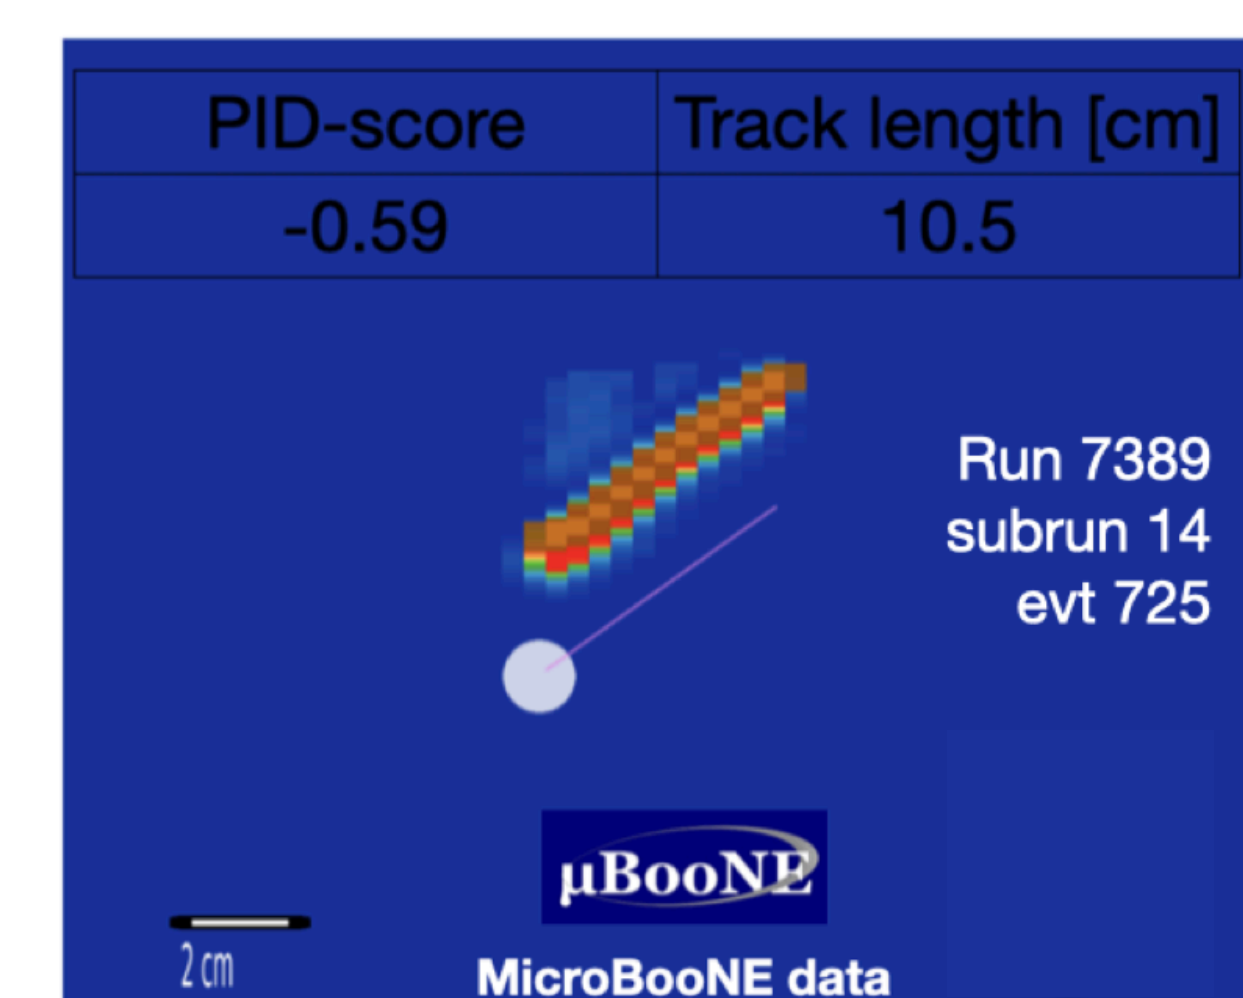 PID-score Track length [cm]
-0.59 10.5
Run 7389
subrun 14
evt 725
µBooNE
2 cm
MicroBooNE data